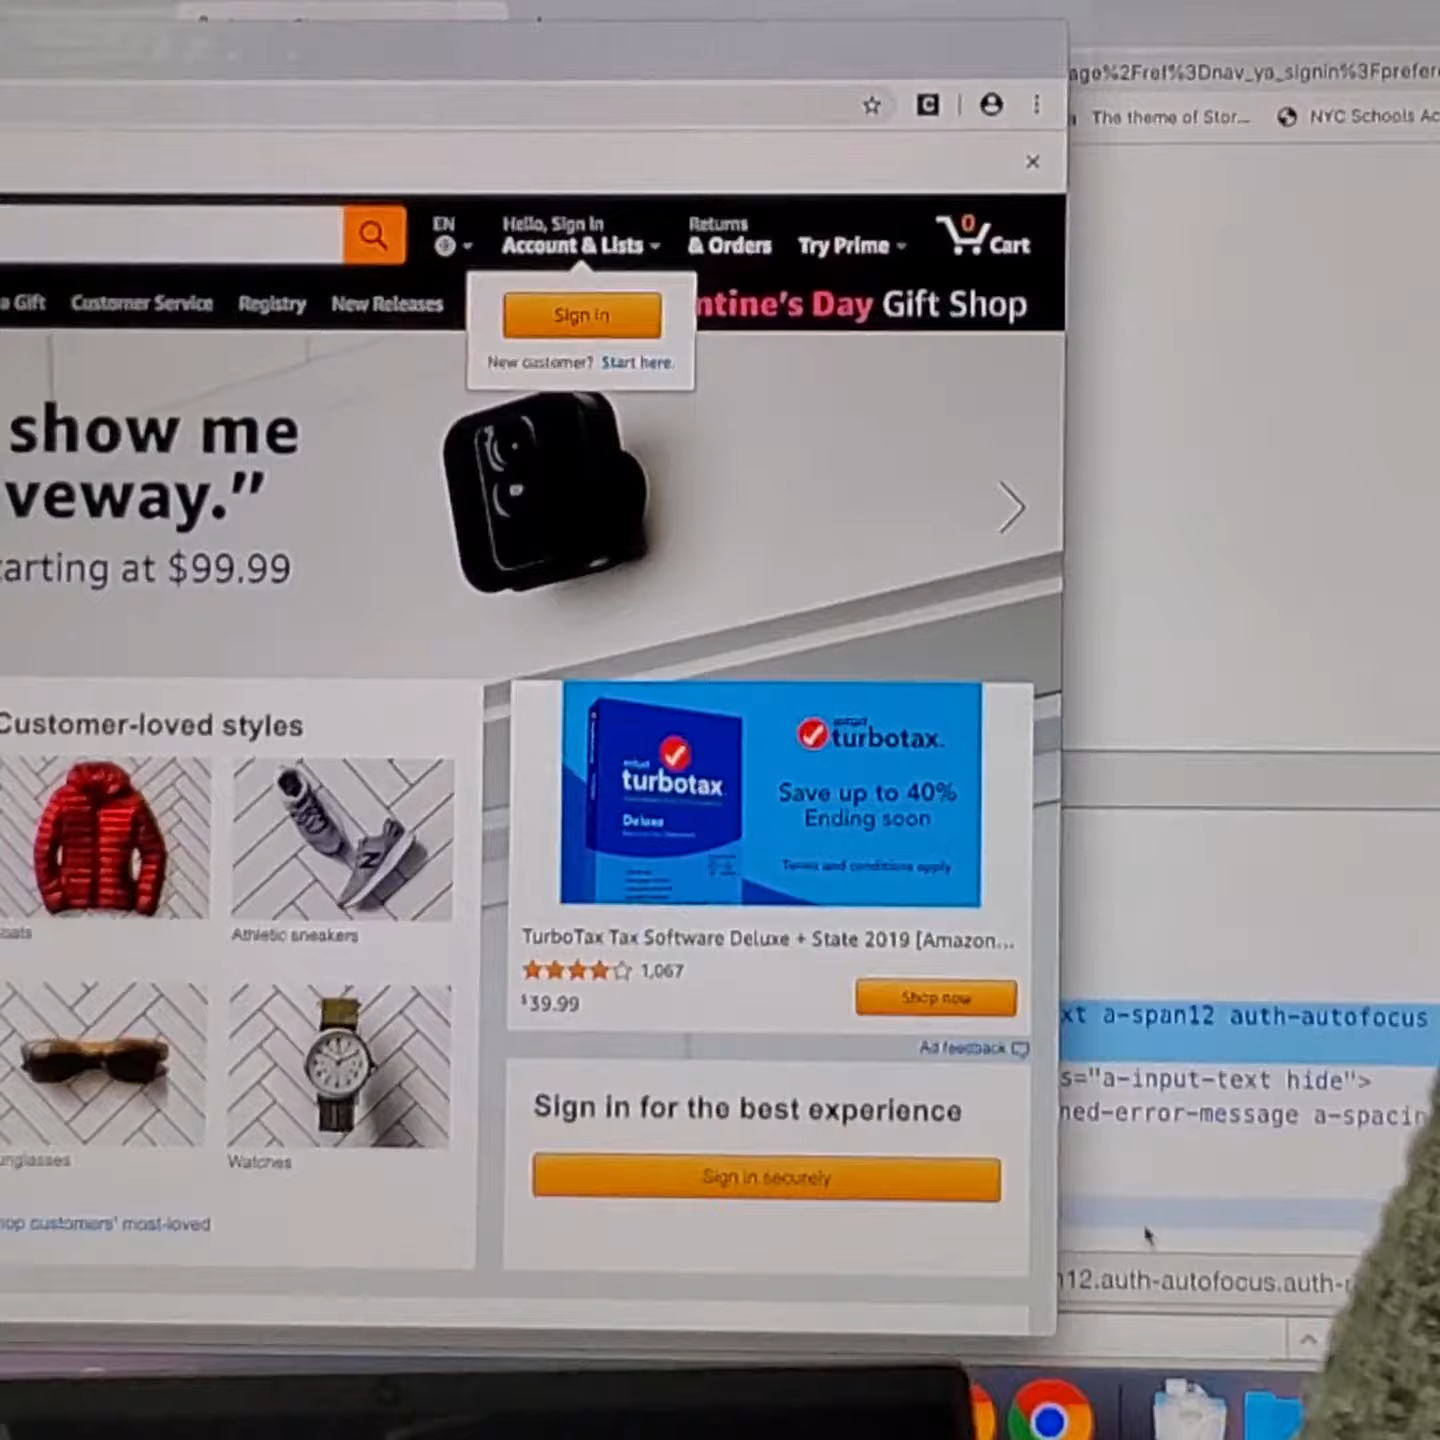 age%2Fref%3Dnav_ya_signin%3Fprefer
The theme of Stor...
NYC Schools Ac
EN
Hello, Sign in
Account & Lists
Returns
& Orders
Try Prime
0
Cart
a Gift
Customer Service
Registry
New Releases
ntine's Day Gift Shop
Sign in
New customer? Start here.
show me
veway.”
arting at $99.99
Customer-loved styles
oats
Athletic sneakers
unglasses
Watches
hop customers' most-loved
intuit
turbotax
Deluxe
intuit
turbotax.
Save up to 40%
Ending soon
Terms and conditions apply
TurboTax Tax Software Deluxe + State 2019 [Amazon...
1,067
$39.99
Shop now
Ad feedback
Sign in for the best experience
Sign in securely
xt a-span12 auth-autofocus
s="a-input-text hide">
ned-error-message a-spacin
12.auth-autofocus.auth-